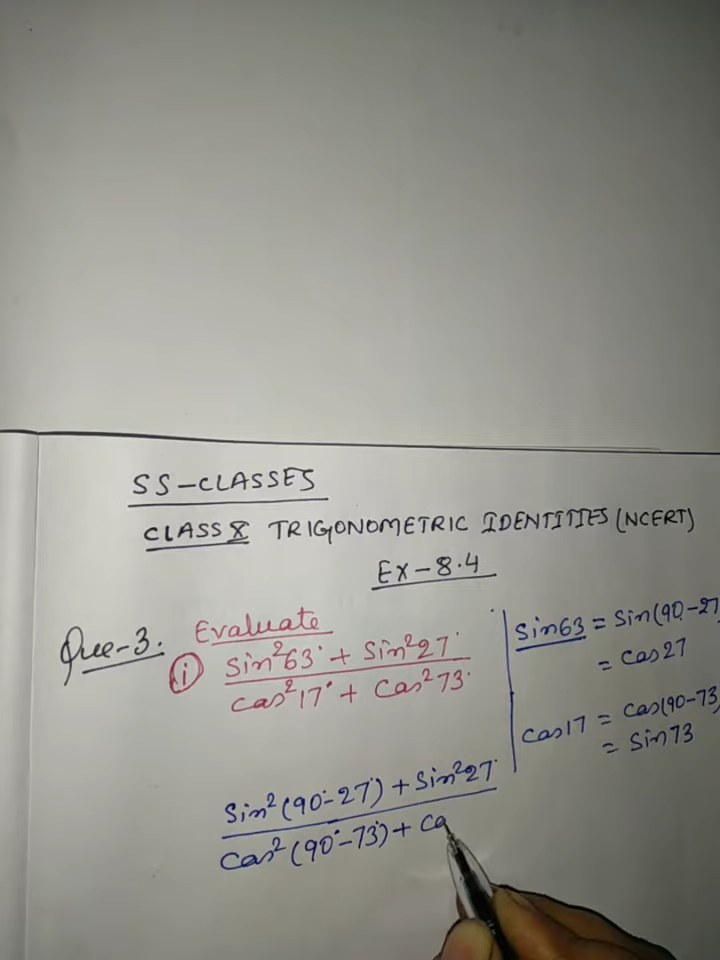 SS-CLASSES
CLASS X TRIGONOMETRIC IDENTITIES (NCERT)
Ex-8.4
Que-3. Evaluate
(i) Sin²63° + Sin²27°
Cos²17° + Cos²73°
Sin63 = Sin(90-27
= Cos27
Cos17 = Cos(90-73)
= Sin73
Sin²(90°-27°) + Sin²27°
Cos²(90°-73°) + Co